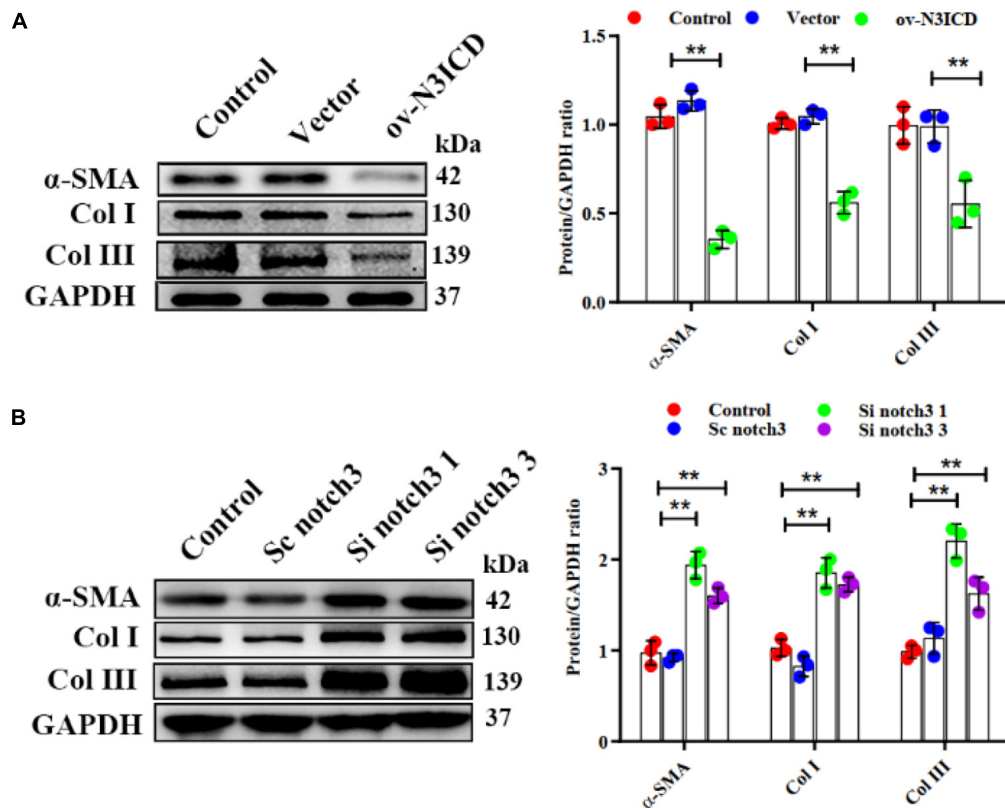 A
Control
Vector
ov-N3ICD
kDa
α-SMA
42
Col I
130
Col III
139
GAPDH
37
Control
Vector
ov-N3ICD
Protein/GAPDH ratio
1.5
1.0
0.5
0.0
**
**
**
α-SMA
Col I
Col III
B
Control
Sc notch3
Si notch3 1
Si notch3 3
kDa
α-SMA
42
Col I
130
Col III
139
GAPDH
37
Control
Si notch3 1
Sc notch3
Si notch3 3
Protein/GAPDH ratio
3
2
1
0
**
**
**
**
**
**
α-SMA
Col I
Col III